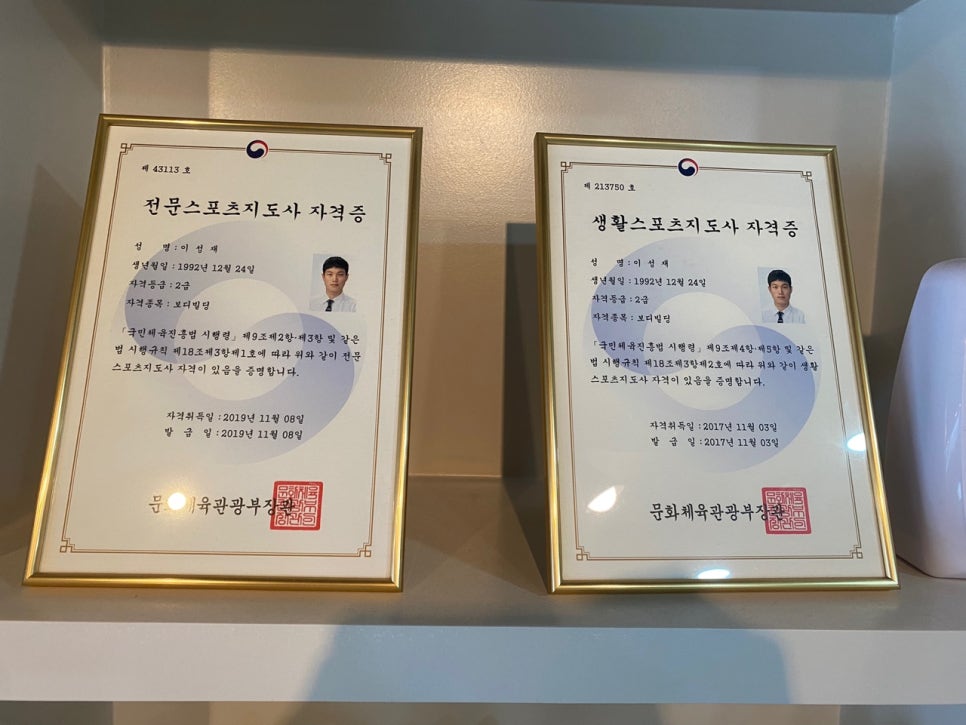 제 43113 호
전문스포츠지도사 자격증
성 명 : 이 성 재
생년월일 : 1992년 12월 24일
자격등급 : 2급
자격종목 : 보디빌딩
「국민체육진흥법 시행령」 제9조제2항·제3항 및 같은
법 시행규칙 제18조제3항제1호에 따라 위와 같이 전문
스포츠지도사 자격이 있음을 증명합니다.
자격취득일 : 2019년 11월 08일
발 급 일 : 2019년 11월 08일
문화체육관광부장관
제 213750 호
생활스포츠지도사 자격증
성 명 : 이 성 재
생년월일 : 1992년 12월 24일
자격등급 : 2급
자격종목 : 보디빌딩
「국민체육진흥법 시행령」 제9조제4항·제5항 및 같은
법 시행규칙 제18조제3항제2호에 따라 위와 같이 생활
스포츠지도사 자격이 있음을 증명합니다.
자격취득일 : 2017년 11월 03일
발 급 일 : 2017년 11월 03일
문화체육관광부장관